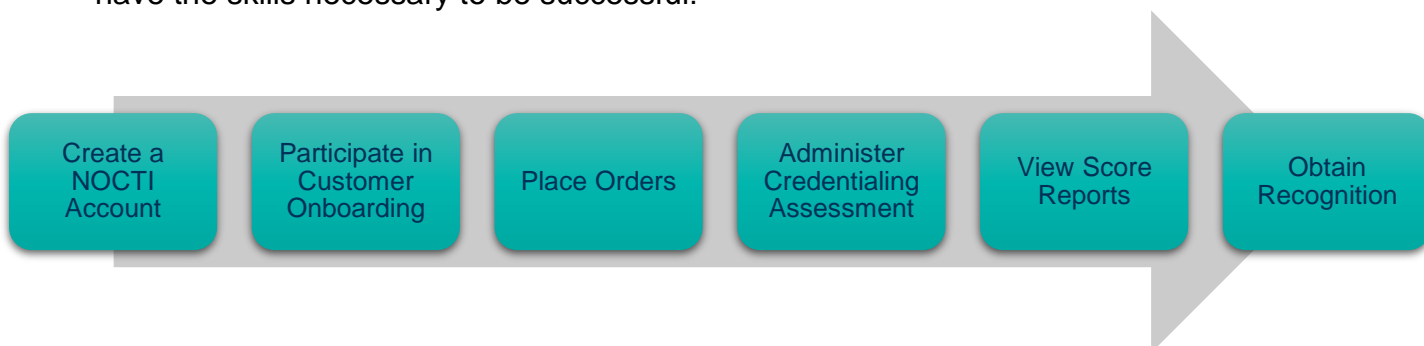 have the skills necessary to be successful.
Create a
NOCTI
Account
Participate in
Customer
Onboarding
Place Orders
Administer
Credentialing
Assessment
View Score
Reports
Obtain
Recognition